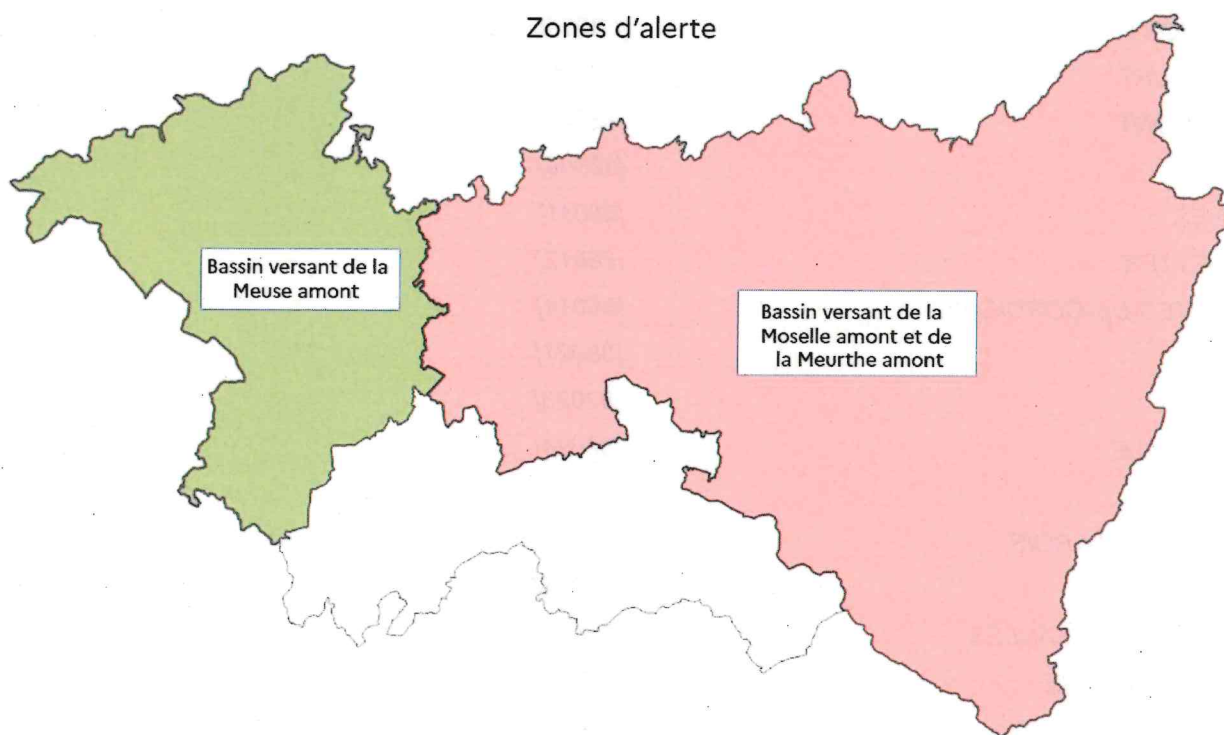 Zones d'alerte
Bassin versant de la
Meuse amont
Bassin versant de la
Moselle amont et de
la Meurthe amont